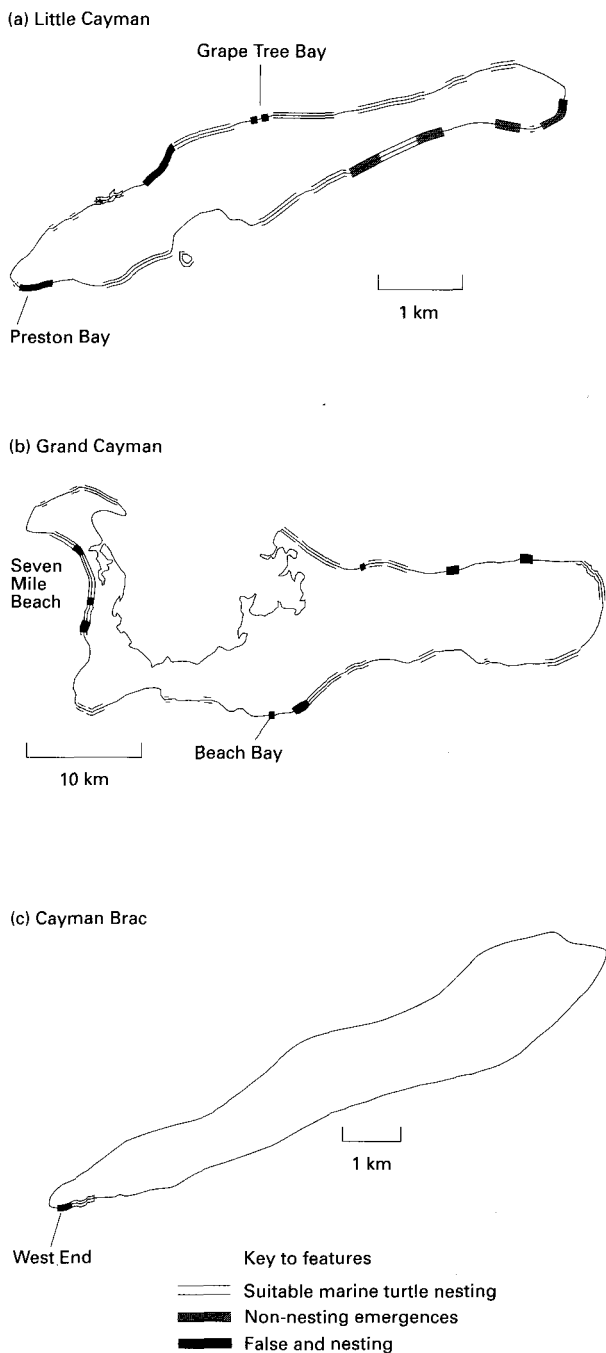 (a) Little Cayman
Grape Tree Bay
1 km
Preston Bay
(b) Grand Cayman
Seven
Mile
Beach
Beach Bay
10 km
(c) Cayman Brac
1 km
West End
Key to features
Suitable marine turtle nesting
Non-nesting emergences
False and nesting